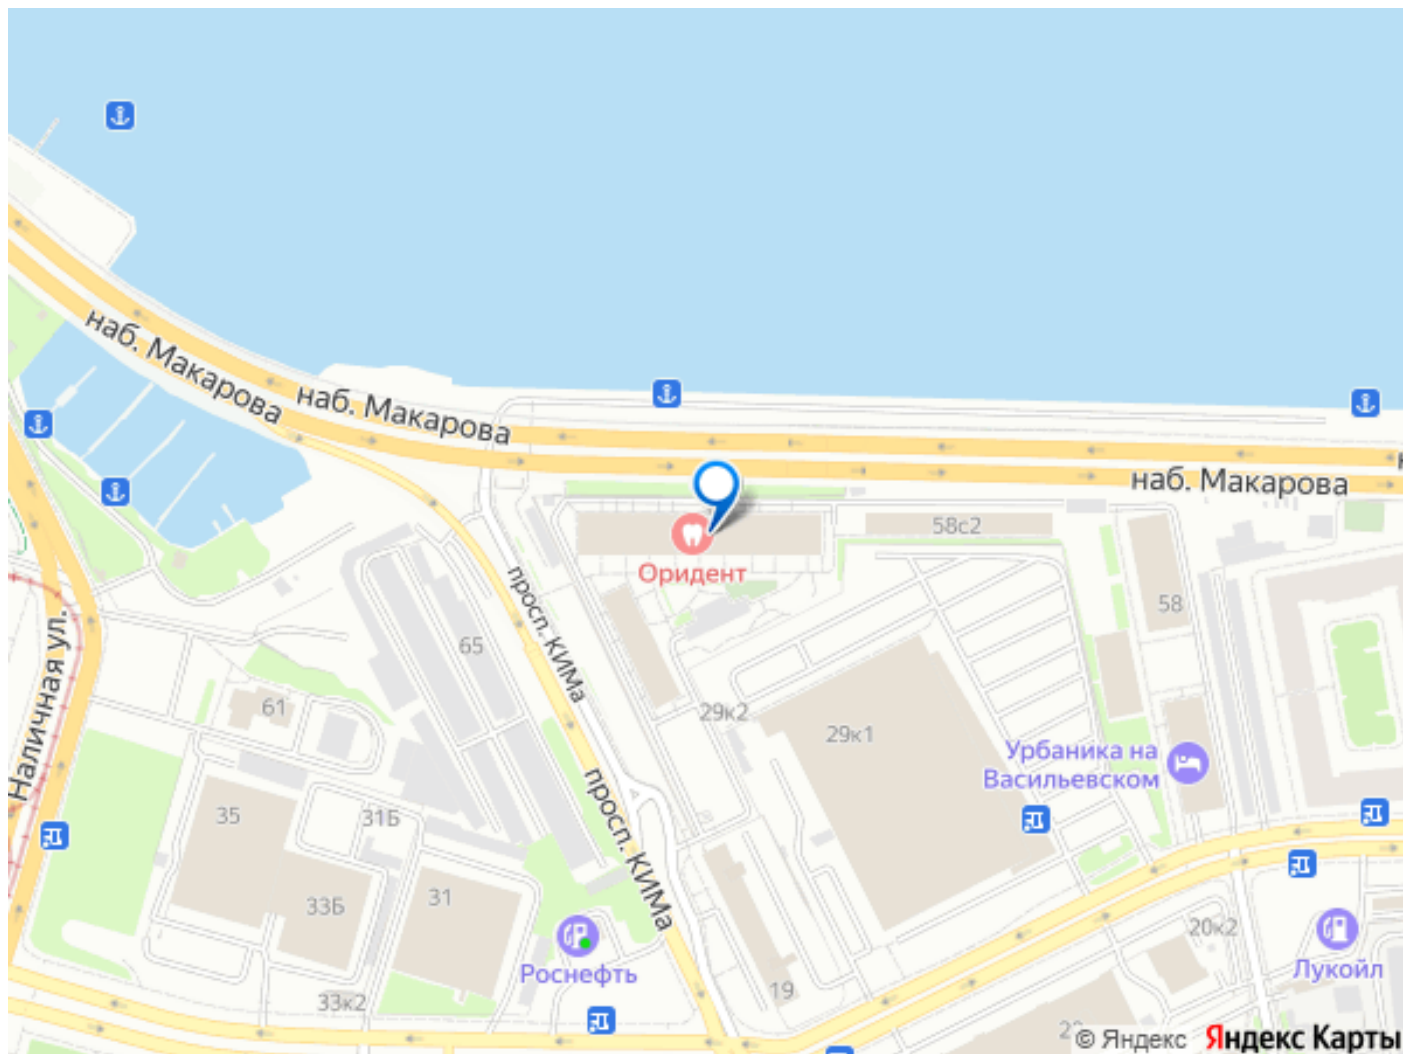 наб. Макарова
наб. Макарова
наб. Макарова
58с2
Оридент
просп. КИМа
58
65
Наличная ул.
61
29к2
29к1
Урбаника на
Васильевском
35
31Б
просп. КИМа
31
33Б
20к2
Роснефть
Лукойл
19
33к2
© Яндекс
Яндекс Карты